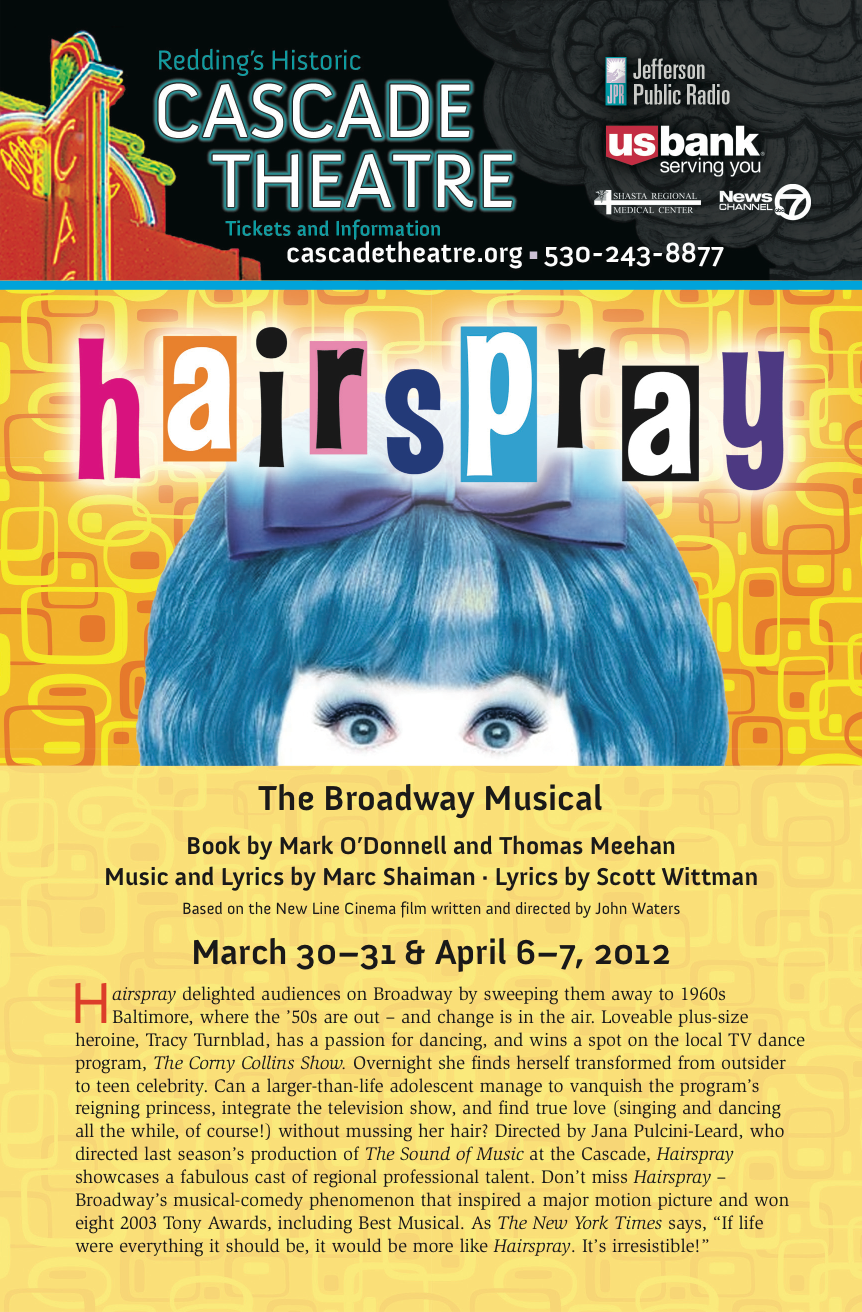 Redding's Historic
CASCADE
THEATRE
Tickets and Information
cascadetheatre.org ▪ 530-243-8877
Jefferson
Public Radio
JPR
usbank
serving you
SHASTA REGIONAL
MEDICAL CENTER
News
CHANNEL
abc 7
CAS
hairspray
The Broadway Musical
Book by Mark O'Donnell and Thomas Meehan
Music and Lyrics by Marc Shaiman · Lyrics by Scott Wittman
Based on the New Line Cinema film written and directed by John Waters
March 30–31 & April 6–7, 2012
Hairspray delighted audiences on Broadway by sweeping them away to 1960s
Baltimore, where the '50s are out – and change is in the air. Loveable plus-size
heroine, Tracy Turnblad, has a passion for dancing, and wins a spot on the local TV dance
program, The Corny Collins Show. Overnight she finds herself transformed from outsider
to teen celebrity. Can a larger-than-life adolescent manage to vanquish the program's
reigning princess, integrate the television show, and find true love (singing and dancing
all the while, of course!) without mussing her hair? Directed by Jana Pulcini-Leard, who
directed last season's production of The Sound of Music at the Cascade, Hairspray
showcases a fabulous cast of regional professional talent. Don't miss Hairspray –
Broadway's musical-comedy phenomenon that inspired a major motion picture and won
eight 2003 Tony Awards, including Best Musical. As The New York Times says, "If life
were everything it should be, it would be more like Hairspray. It's irresistible!"